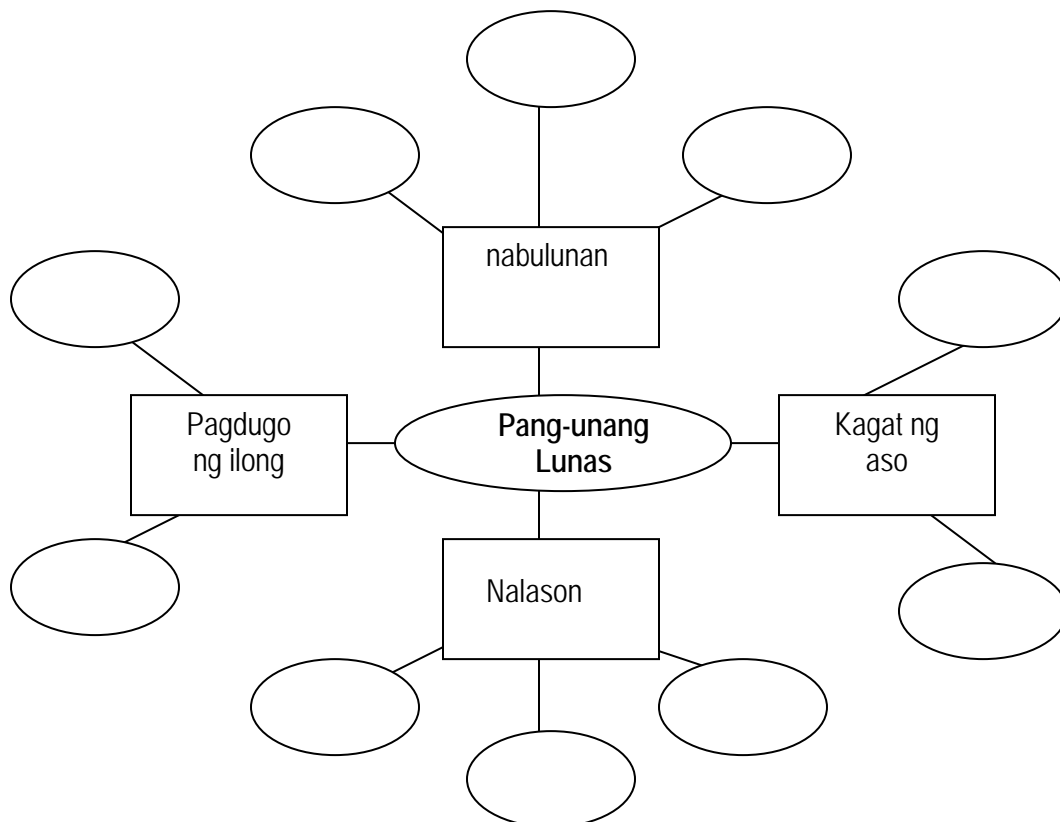 nabulunan
Pagdugo
ng ilong
Pang-unang
Lunas
Kagat ng
aso
Nalason